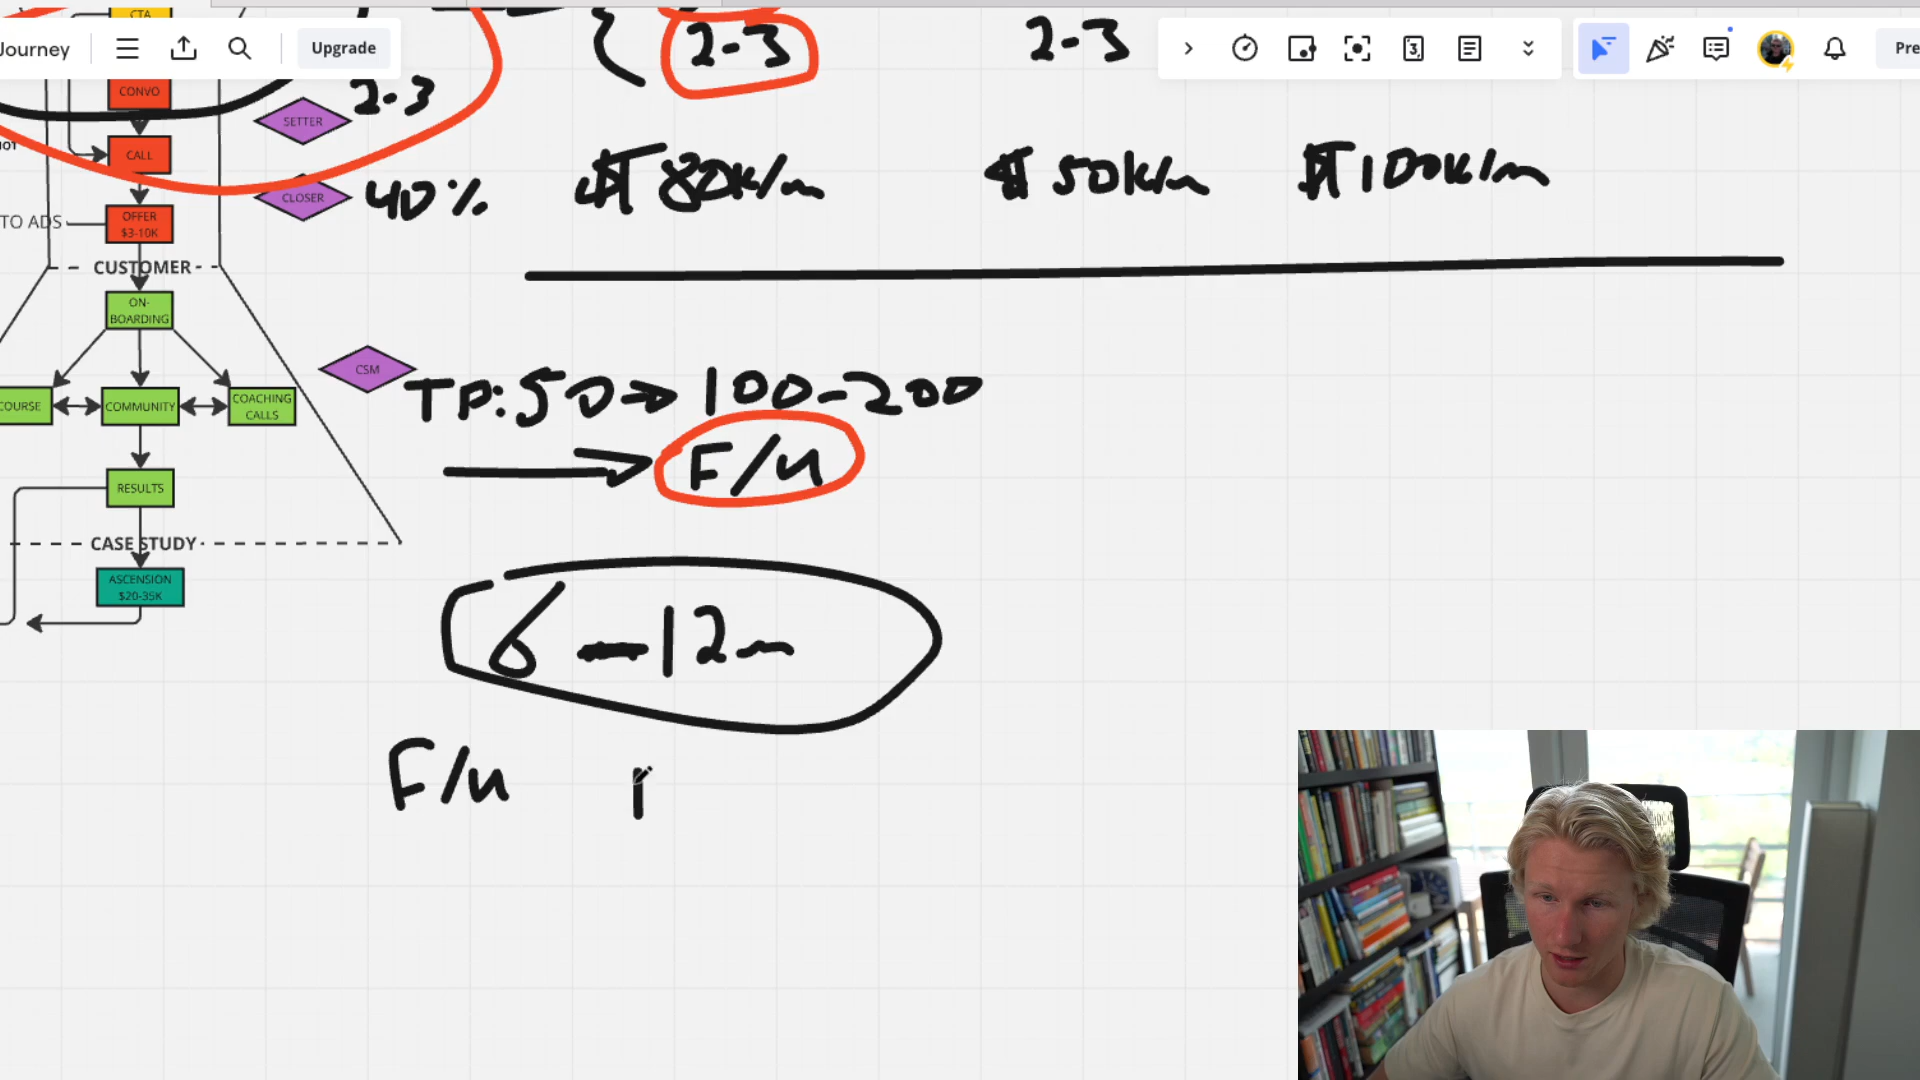 CTA
Journey
Upgrade
2-3
2-3
3
Pre
CONVO
2-3
SETTER
CALL
CLOSER
40%
$80K/m
$50K/m
$100K/m
TO ADS
OFFER
$3-10K
CUSTOMER
ON-
BOARDING
CSM
TP: 50 → 100-200
COURSE
COMMUNITY
COACHING
CALLS
F/U
RESULTS
CASE STUDY
ASCENSION
$20-35K
6-12m
F/U